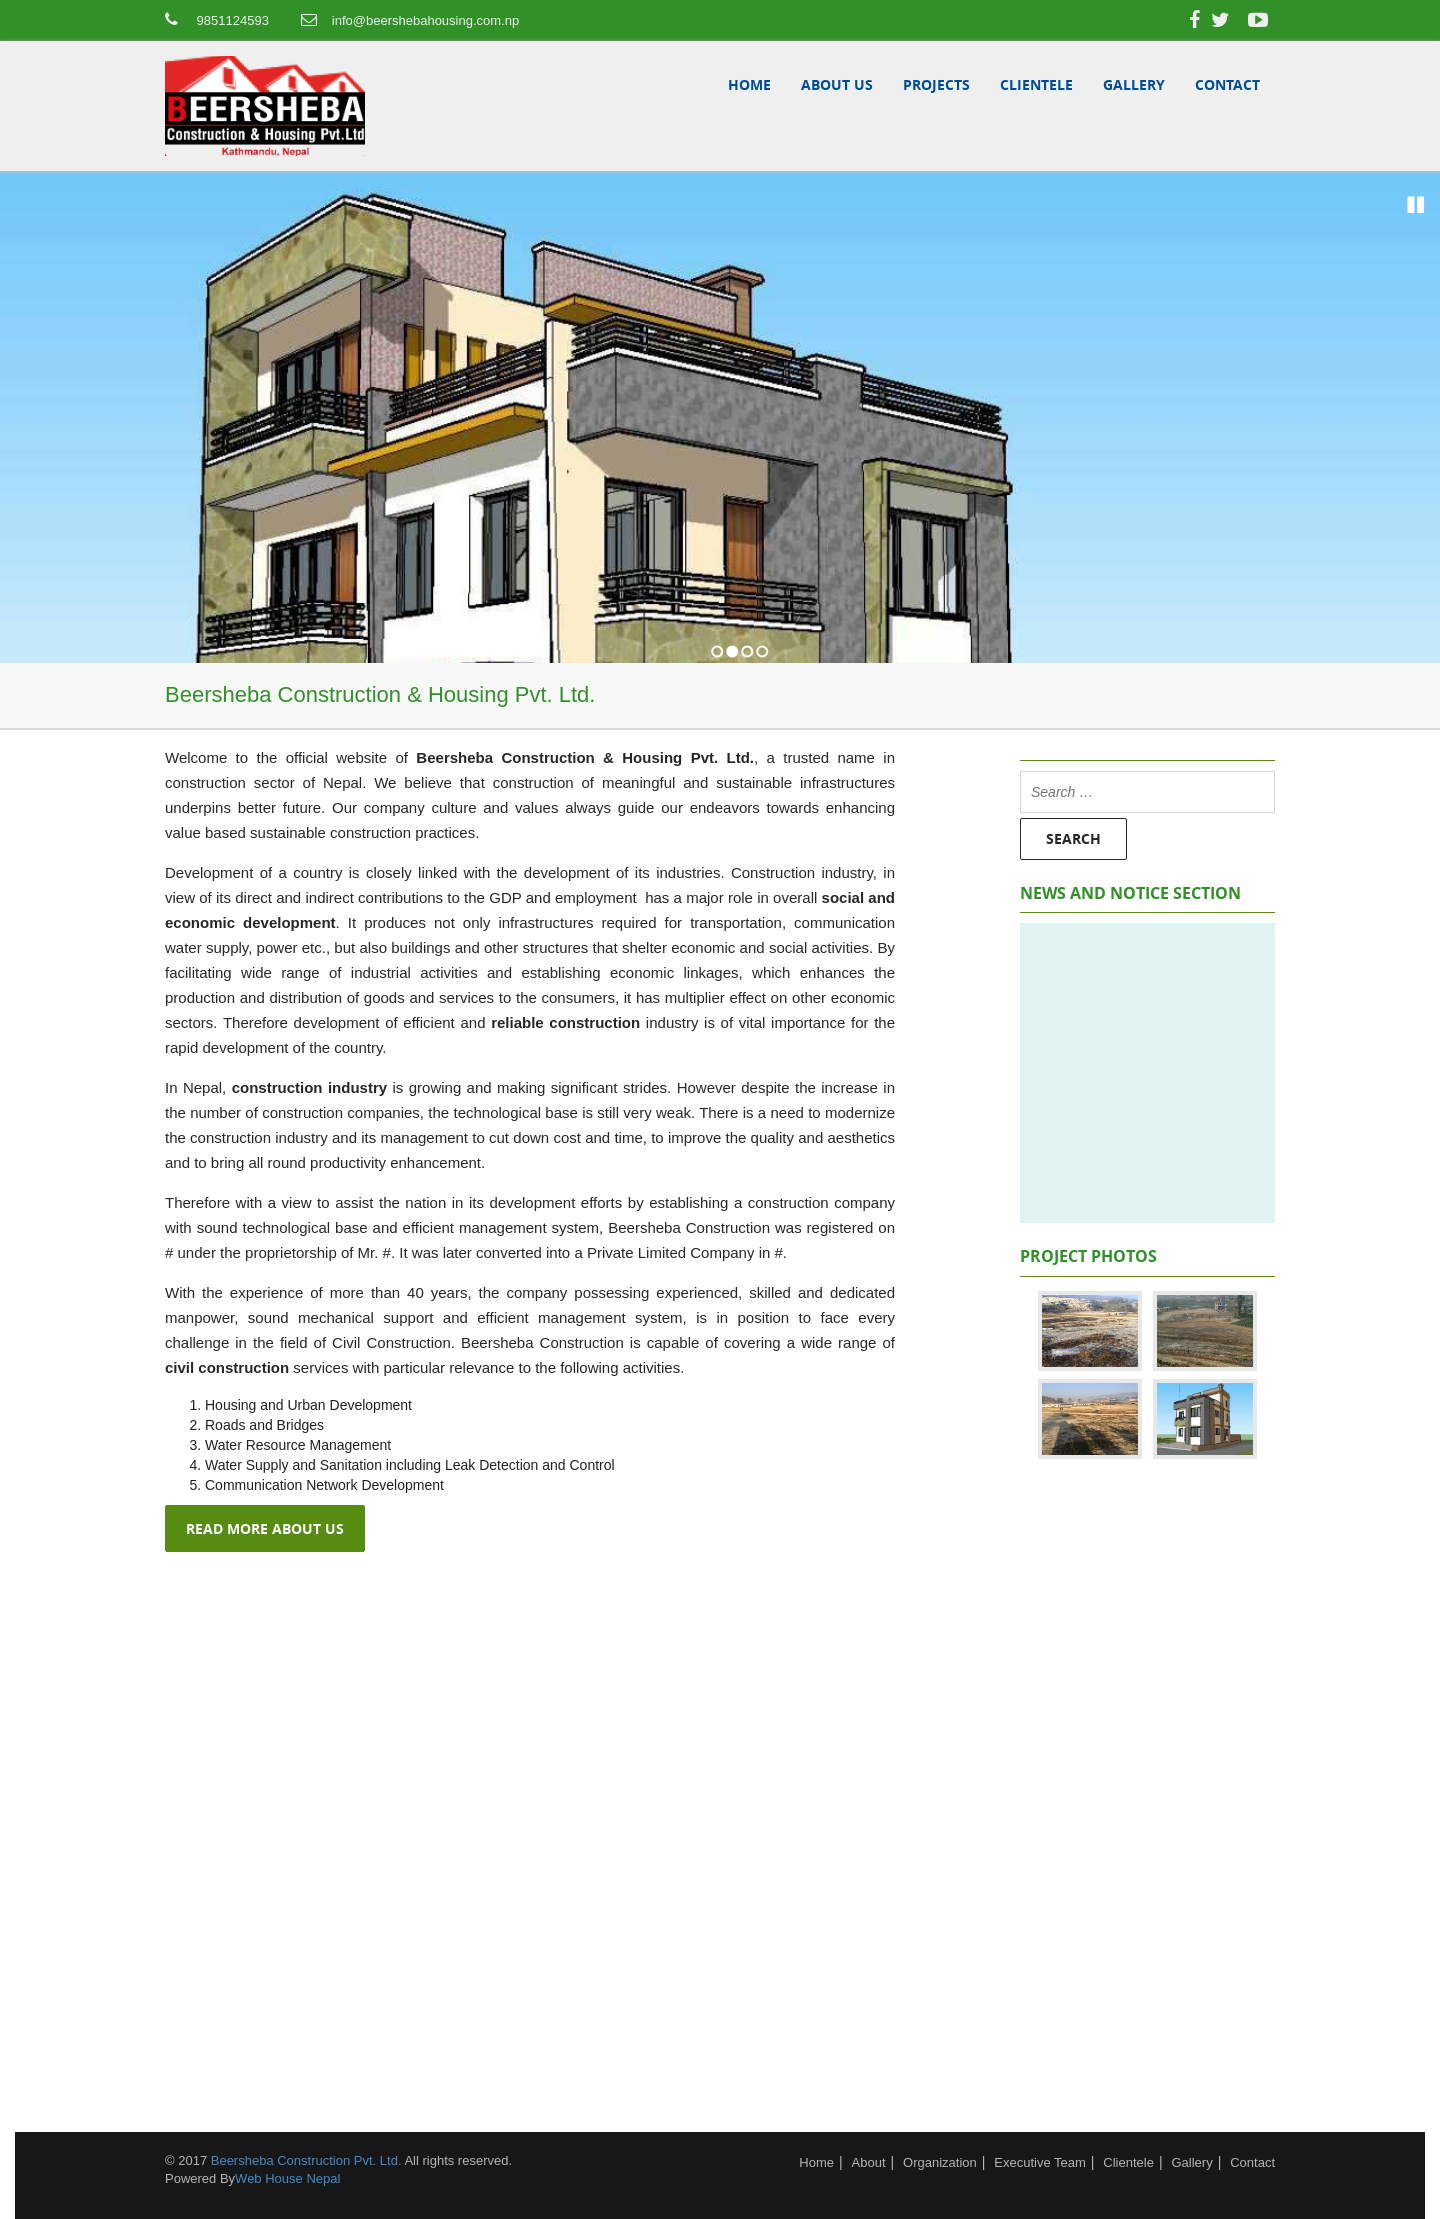 9851124593 info@beershebahousing.com.np
BEERSHEBA
Construction & Housing Pvt.Ltd
Kathmandu, Nepal
HOME ABOUT US PROJECTS CLIENTELE GALLERY CONTACT
Beersheba Construction & Housing Pvt. Ltd.
Welcome to the official website of Beersheba Construction & Housing Pvt. Ltd., a trusted name in
construction sector of Nepal. We believe that construction of meaningful and sustainable infrastructures
underpins better future. Our company culture and values always guide our endeavors towards enhancing
value based sustainable construction practices.
Development of a country is closely linked with the development of its industries. Construction industry, in
view of its direct and indirect contributions to the GDP and employment has a major role in overall social and
economic development. It produces not only infrastructures required for transportation, communication
water supply, power etc., but also buildings and other structures that shelter economic and social activities. By
facilitating wide range of industrial activities and establishing economic linkages, which enhances the
production and distribution of goods and services to the consumers, it has multiplier effect on other economic
sectors. Therefore development of efficient and reliable construction industry is of vital importance for the
rapid development of the country.
In Nepal, construction industry is growing and making significant strides. However despite the increase in
the number of construction companies, the technological base is still very weak. There is a need to modernize
the construction industry and its management to cut down cost and time, to improve the quality and aesthetics
and to bring all round productivity enhancement.
Therefore with a view to assist the nation in its development efforts by establishing a construction company
with sound technological base and efficient management system, Beersheba Construction was registered on
# under the proprietorship of Mr. #. It was later converted into a Private Limited Company in #.
With the experience of more than 40 years, the company possessing experienced, skilled and dedicated
manpower, sound mechanical support and efficient management system, is in position to face every
challenge in the field of Civil Construction. Beersheba Construction is capable of covering a wide range of
civil construction services with particular relevance to the following activities.
1. Housing and Urban Development
2. Roads and Bridges
3. Water Resource Management
4. Water Supply and Sanitation including Leak Detection and Control
5. Communication Network Development
READ MORE ABOUT US
Search …
SEARCH
NEWS AND NOTICE SECTION
PROJECT PHOTOS
© 2017 Beersheba Construction Pvt. Ltd. All rights reserved.
Powered ByWeb House Nepal
Home | About | Organization | Executive Team | Clientele | Gallery | Contact